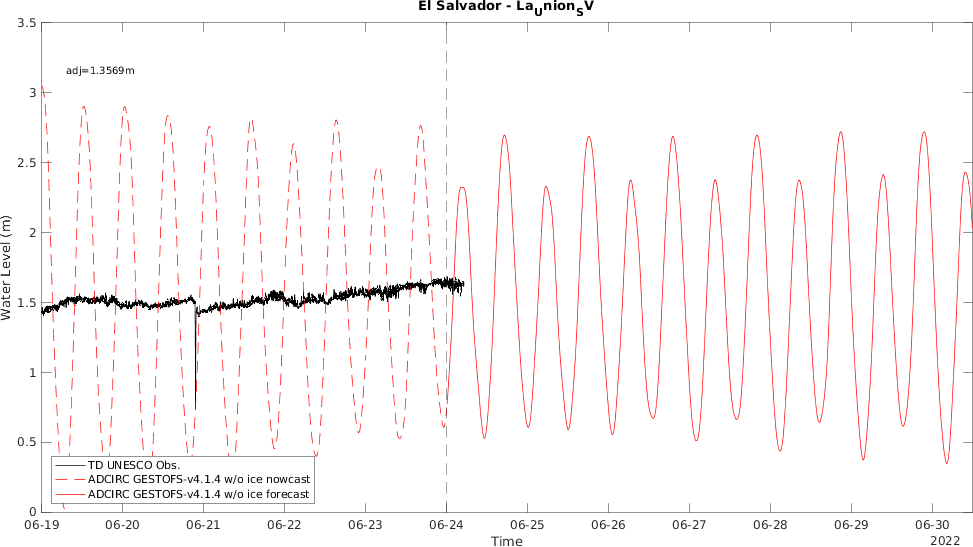 El Salvador - LaUnionSV
adj=1.3569m
3.5
3
2.5
2
1.5
1
0.5
0
Water Level (m)
TD UNESCO Obs.
ADCIRC GESTOFS-v4.1.4 w/o ice nowcast
ADCIRC GESTOFS-v4.1.4 w/o ice forecast
06-19 06-20 06-21 06-22 06-23 06-24 06-25 06-26 06-27 06-28 06-29 06-30
Time
2022